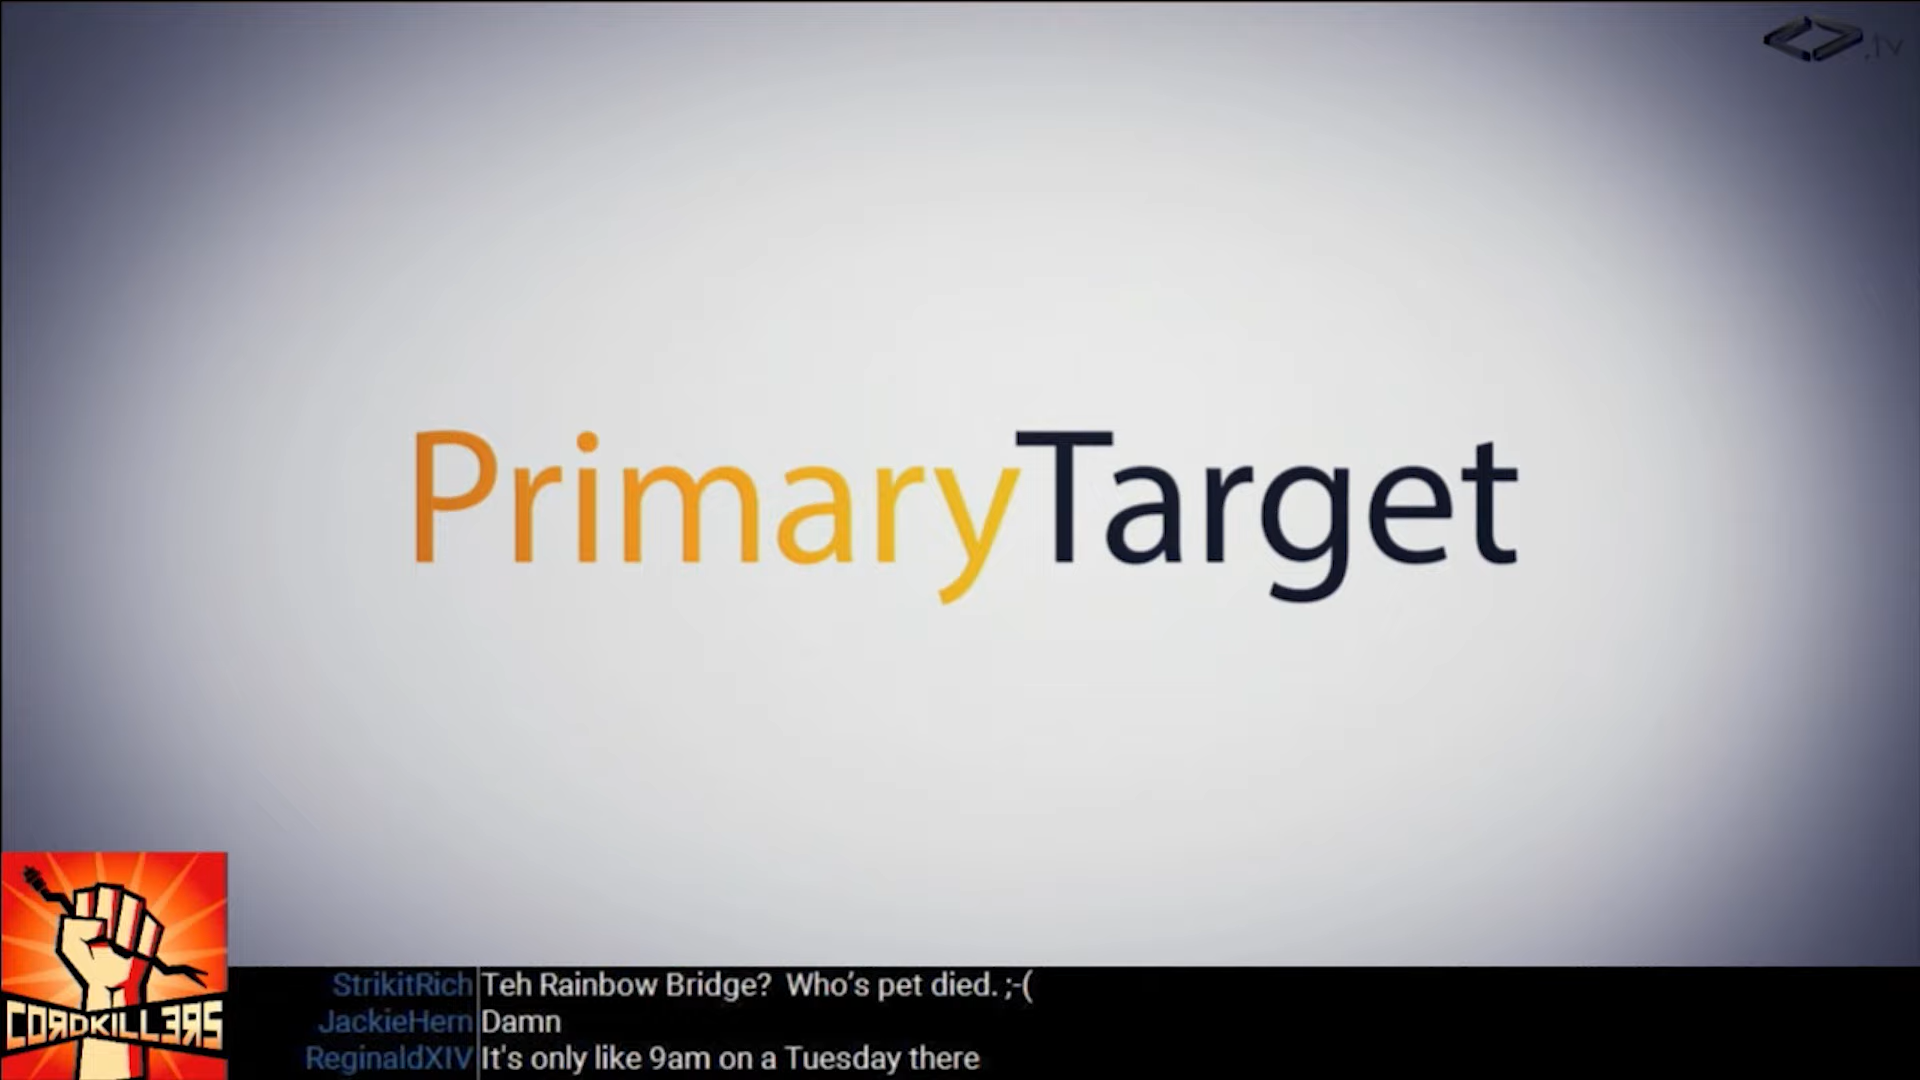 .tv
PrimaryTarget
CORDKILLERS
StrikitRich Teh Rainbow Bridge?  Who's pet died. ;-(
JackieHern Damn
ReginaldXIV It's only like 9am on a Tuesday there